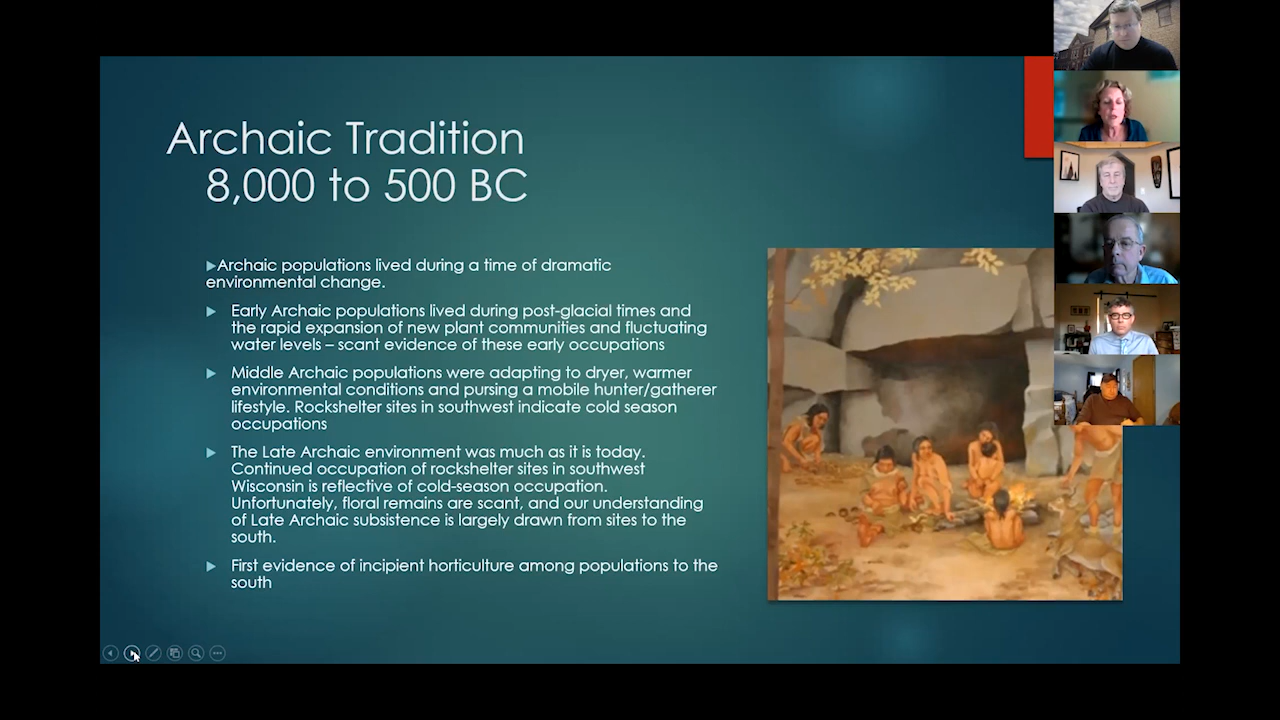 Archaic Tradition
8,000 to 500 BC
▶Archaic populations lived during a time of dramatic
environmental change.
▶ Early Archaic populations lived during post-glacial times and
the rapid expansion of new plant communities and fluctuating
water levels – scant evidence of these early occupations
▶ Middle Archaic populations were adapting to dryer, warmer
environmental conditions and pursing a mobile hunter/gatherer
lifestyle. Rockshelter sites in southwest indicate cold season
occupations
▶ The Late Archaic environment was much as it is today.
Continued occupation of rockshelter sites in southwest
Wisconsin is reflective of cold-season occupation.
Unfortunately, floral remains are scant, and our understanding
of Late Archaic subsistence is largely drawn from sites to the
south.
▶ First evidence of incipient horticulture among populations to the
south